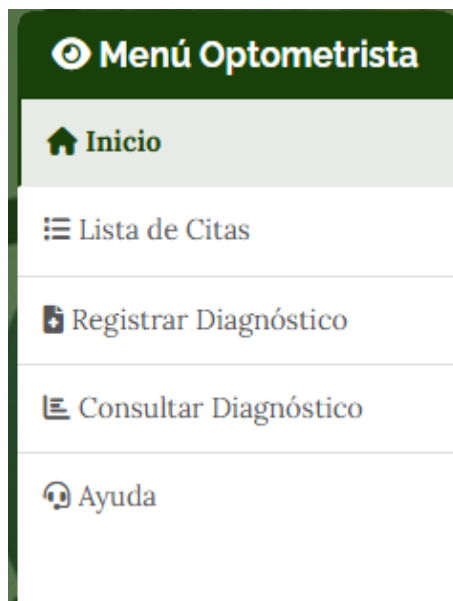 Menú Optometrista
Inicio
Lista de Citas
Registrar Diagnóstico
Consultar Diagnóstico
Ayuda